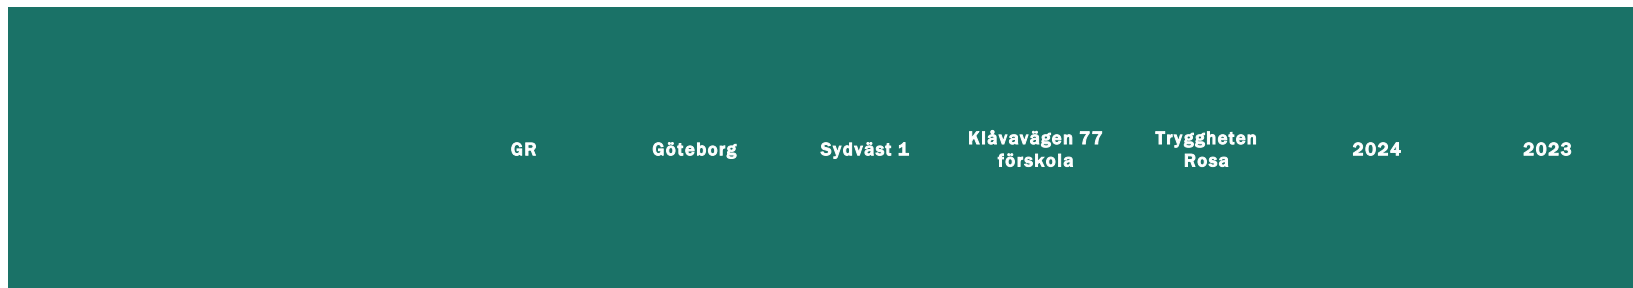 GR
Göteborg
Sydväst 1
Klåvavägen 77
förskola
Tryggheten
Rosa
2024
2023